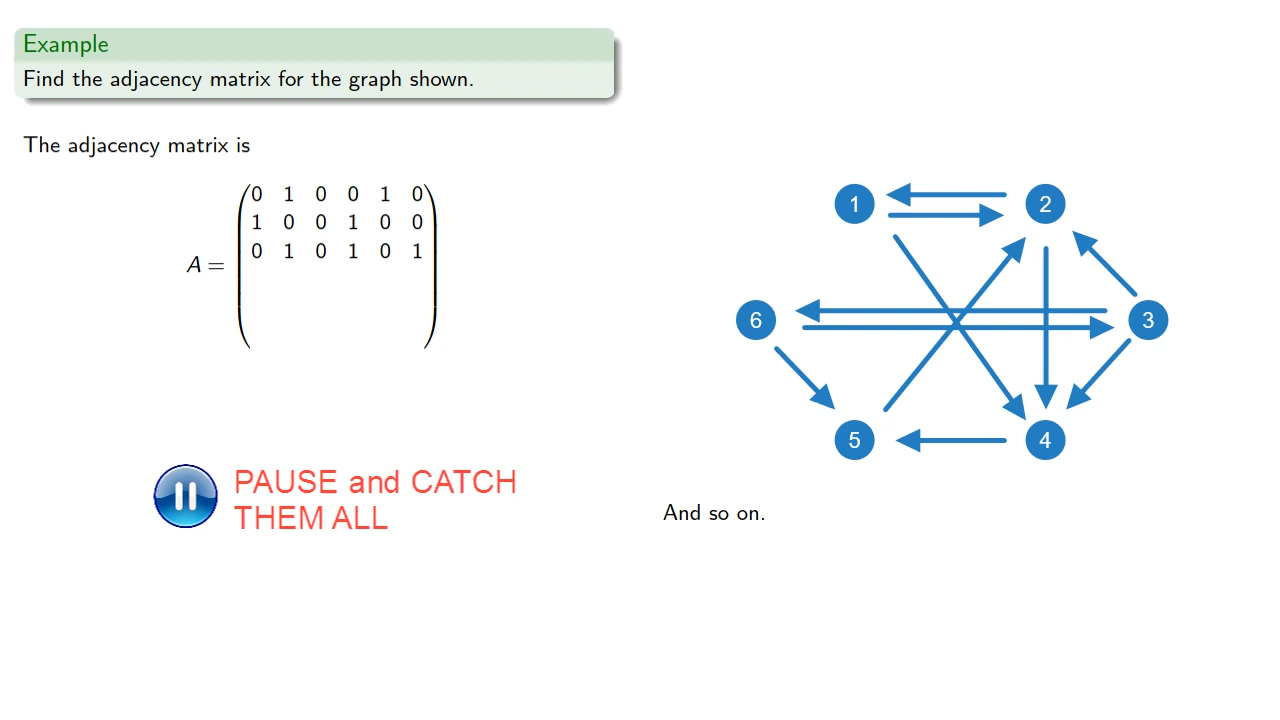 Example
Find the adjacency matrix for the graph shown.
The adjacency matrix is
0 1 0 0 1 0
1 0 0 1 0 0
0 1 0 1 0 1
A =
1 2
6 3
5 4
PAUSE and CATCH
THEM ALL
And so on.